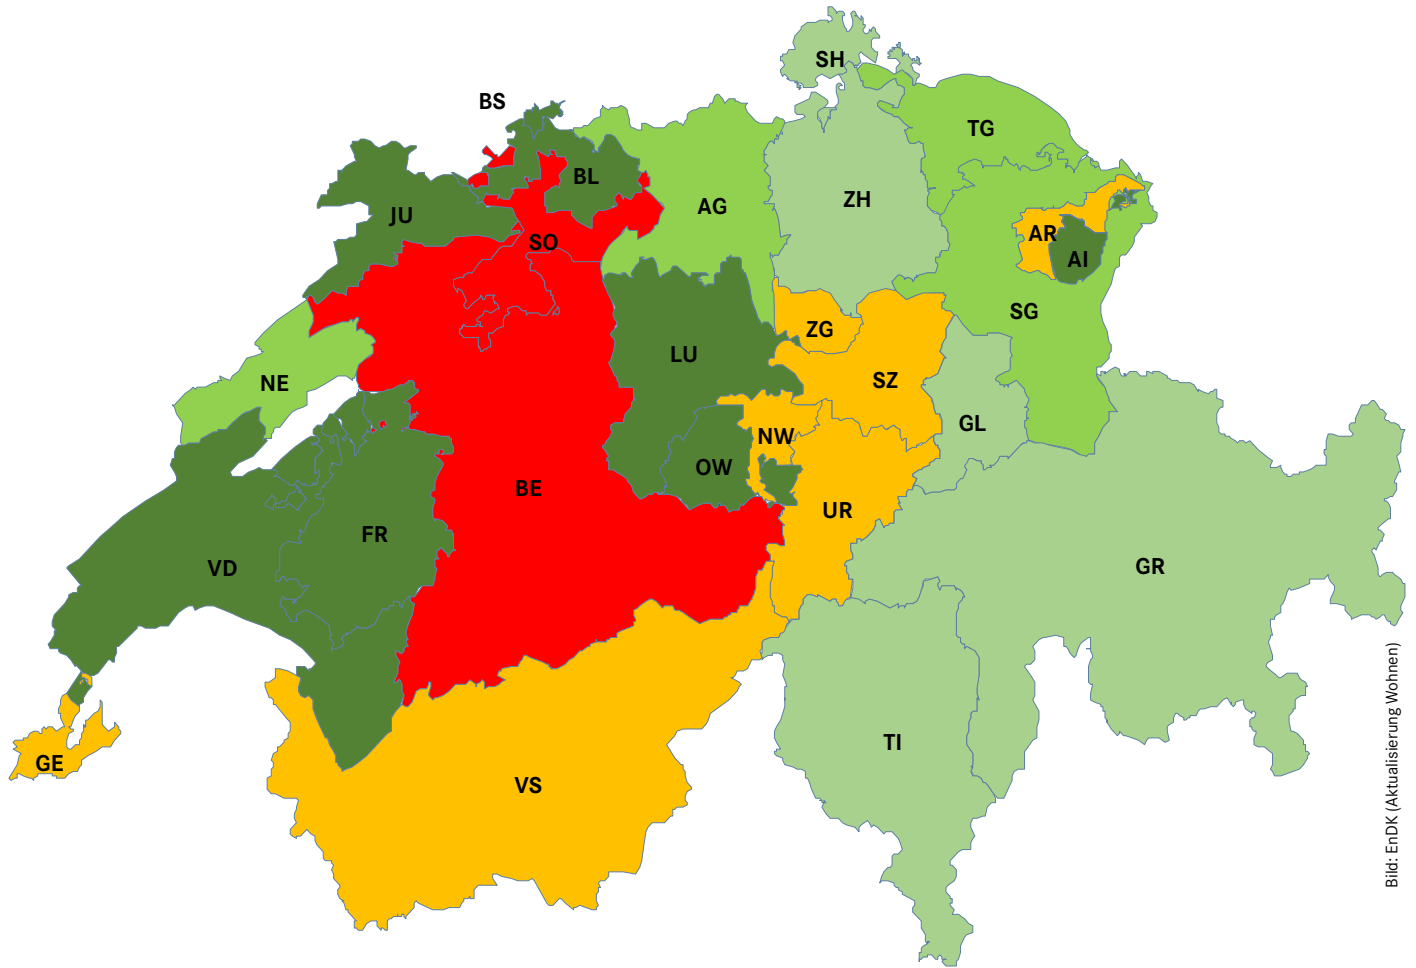 SH
BS
TG
BL
ZH
AG
JU
AR
SO
AI
SG
ZG
LU
SZ
NE
GL
NW
OW
BE
UR
FR
GR
VD
TI
GE
VS
Bild: EnDK (Aktualisierung Wohnen)